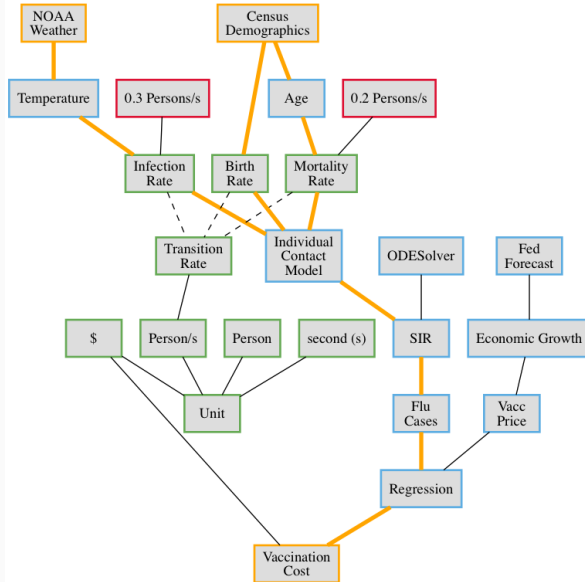 NOAA
Weather
Census
Demographics
Temperature
0.3 Persons/s
Age
0.2 Persons/s
Infection
Rate
Birth
Rate
Mortality
Rate
Transition
Rate
Individual
Contact
Model
ODESolver
Fed
Forecast
$
Person/s
Person
second (s)
SIR
Economic Growth
Unit
Flu
Cases
Vacc
Price
Regression
Vaccination
Cost